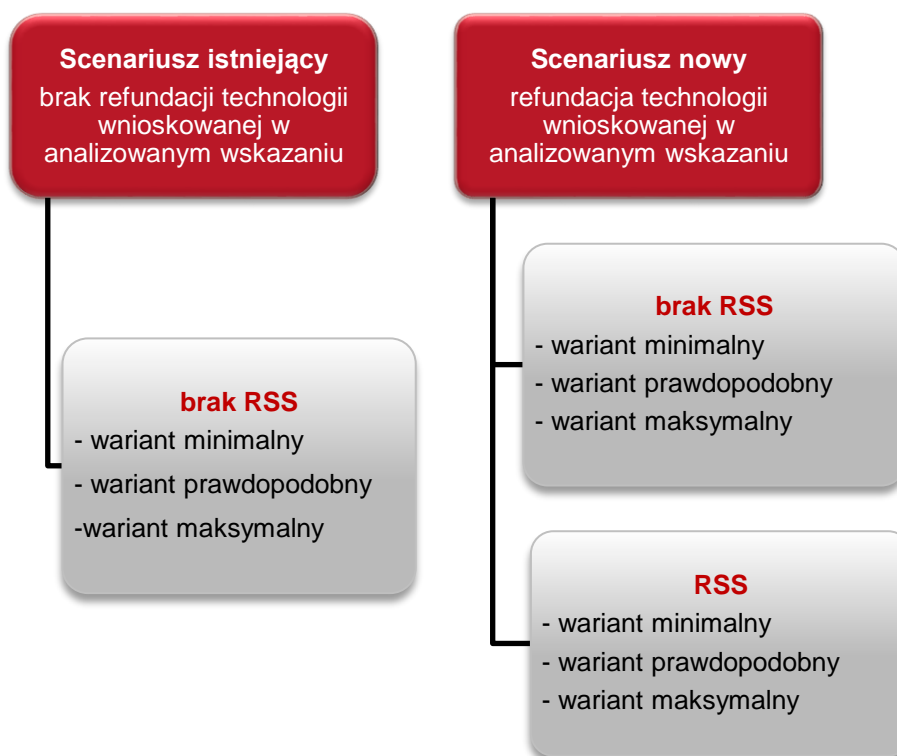 Scenariusz istniejący
brak refundacji technologii
wnioskowanej w
analizowanym wskazaniu
brak RSS
- wariant minimalny
- wariant prawdopodobny
-wariant maksymalny
Scenariusz nowy
refundacja technologii
wnioskowanej w
analizowanym wskazaniu
brak RSS
- wariant minimalny
- wariant prawdopodobny
- wariant maksymalny
RSS
- wariant minimalny
- wariant prawdopodobny
- wariant maksymalny